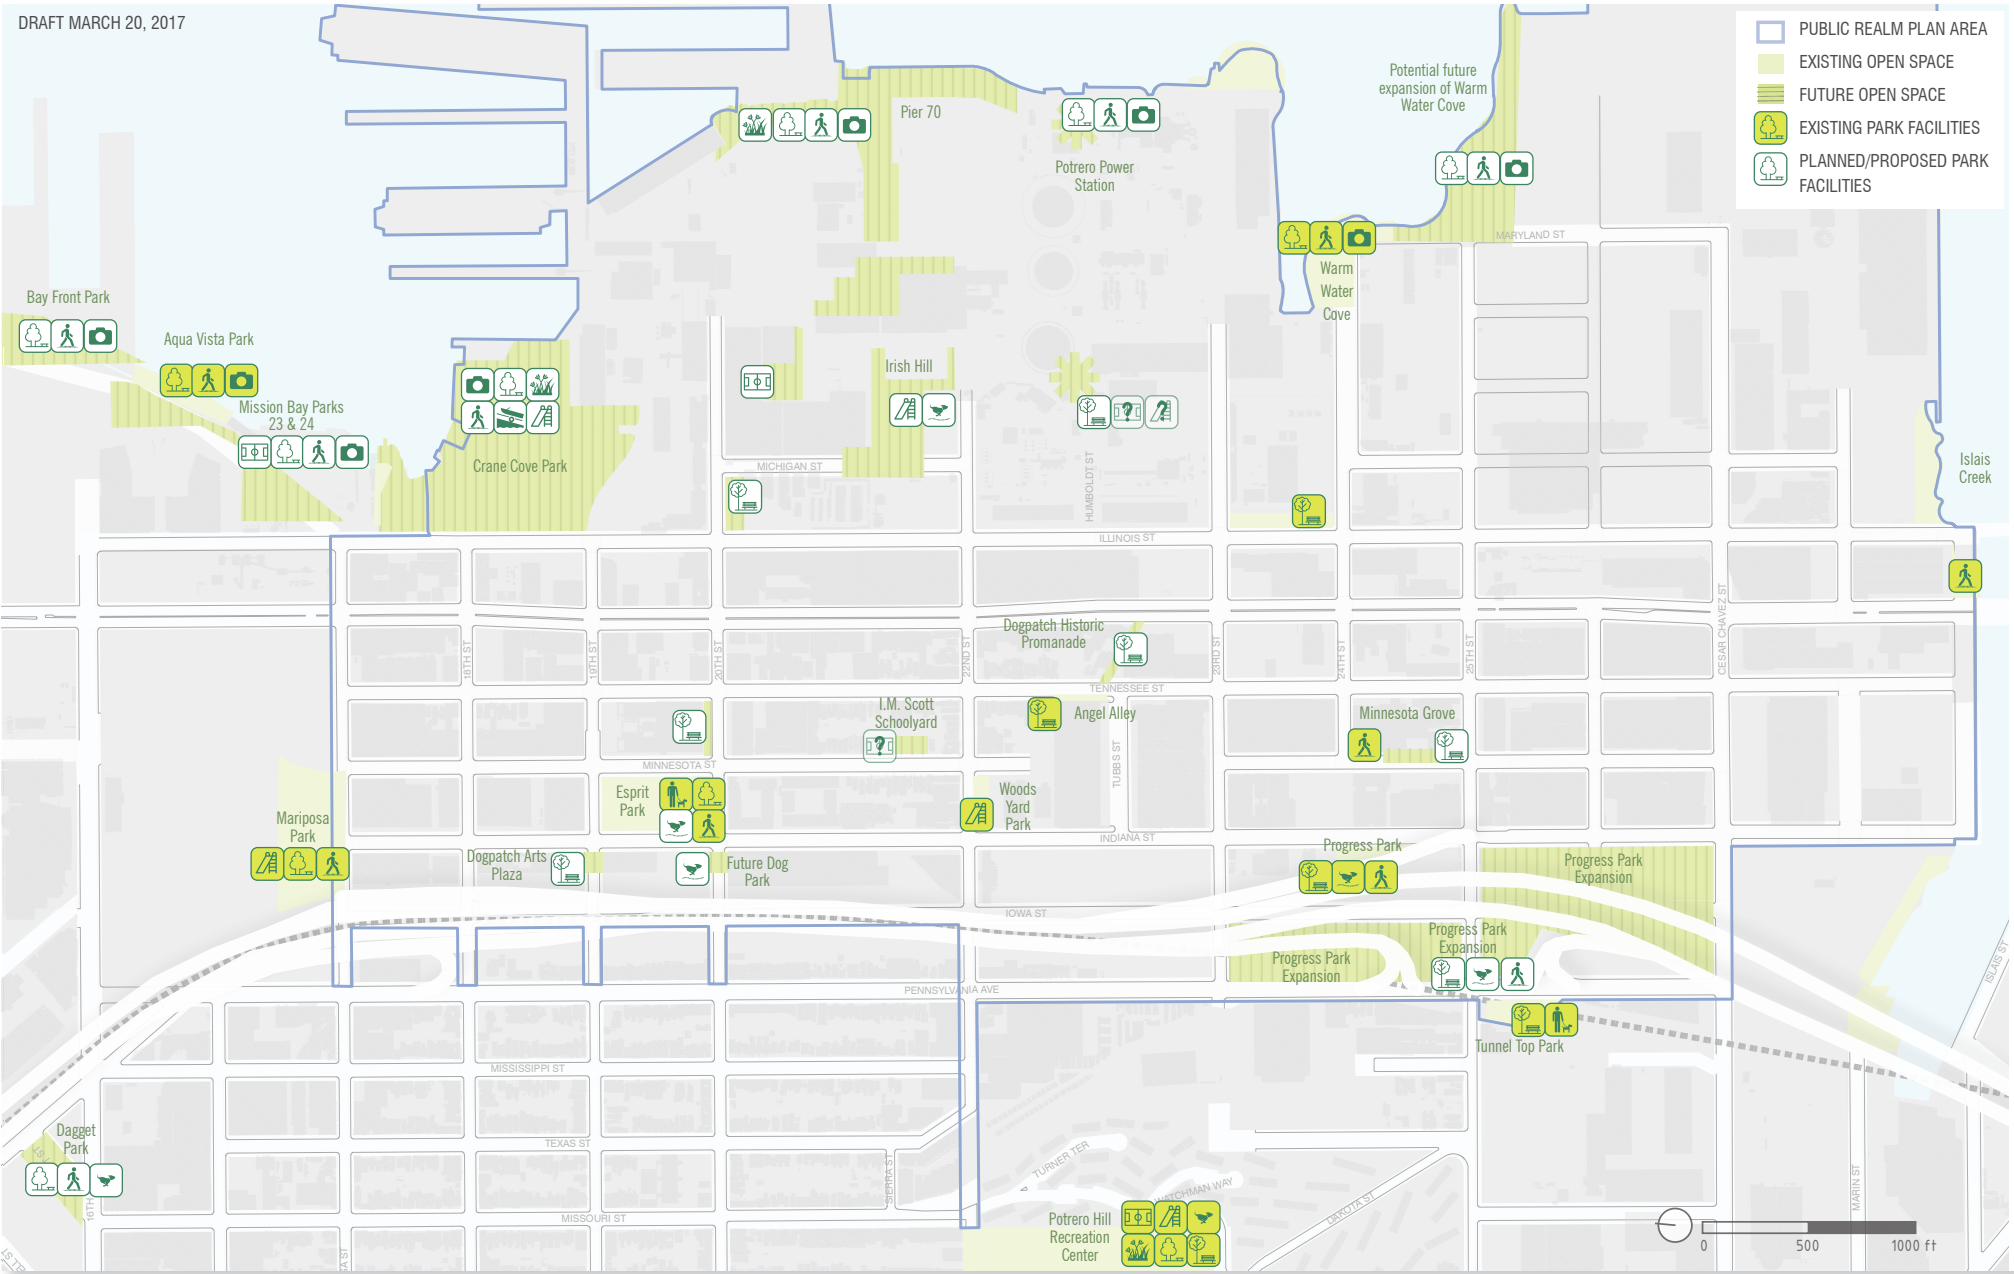 DRAFT MARCH 20, 2017
PUBLIC REALM PLAN AREA
EXISTING OPEN SPACE
FUTURE OPEN SPACE
EXISTING PARK FACILITIES
PLANNED/PROPOSED PARK
FACILITIES
Potential future
expansion of Warm
Water Cove
Pier 70
Potrero Power
Station
MARYLAND ST
Warm
Water
Cove
Bay Front Park
Aqua Vista Park
Mission Bay Parks
23 & 24
Irish Hill
Crane Cove Park
MICHIGAN ST
HUMBOLDT ST
Islais
Creek
ILLINOIS ST
18TH ST
19TH ST
20TH ST
22ND ST
23RD ST
24TH ST
25TH ST
CESAR CHAVEZ ST
Dogpatch Historic
Promanade
TENNESSEE ST
I.M. Scott
Schoolyard
Angel Alley
Minnesota Grove
MINNESOTA ST
TUBBS ST
Esprit
Park
Woods
Yard
Park
Mariposa
Park
INDIANA ST
Dogpatch Arts
Plaza
Future Dog
Park
Progress Park
Progress Park
Expansion
IOWA ST
Progress Park
Expansion
Progress Park
Expansion
ISLAIS ST
PENNSYLVANIA AVE
Tunnel Top Park
MISSISSIPPI ST
Dagget
Park
TEXAS ST
TURNER TER
SIERRA ST
WATCHMAN WAY
DAKOTA ST
MARIN ST
16TH
MISSOURI ST
Potrero Hill
Recreation
Center
0 500 1000 ft